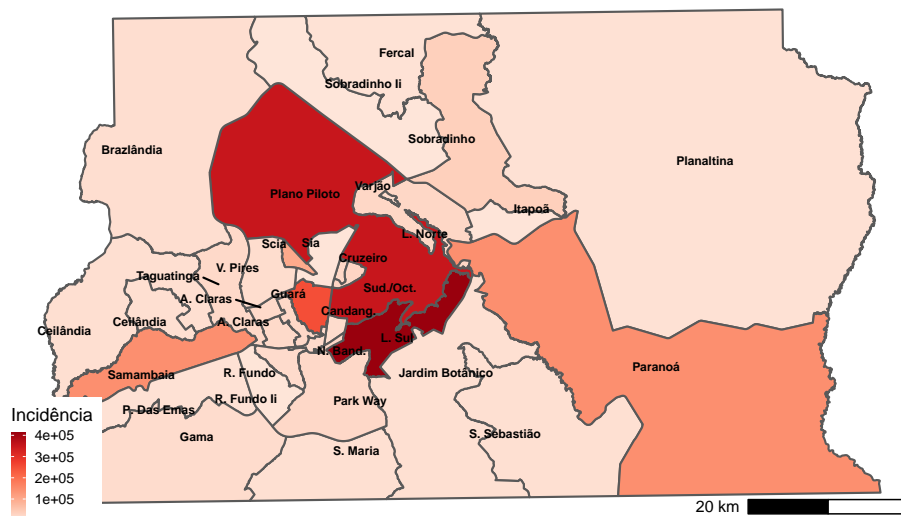 Fercal
Sobradinho Ii
Sobradinho
Brazlândia
Planaltina
Varjão
Plano Piloto
Itapoã
L. Norte
Scia
Sia
Cruzeiro
V. Pires
Taguatinga
Sud./Oct.
Guará
A. Claras
Candang.
Ceilândia
Ceilândia
A. Claras
L. Sul
N. Band.
Paranoá
Samambaia
R. Fundo
Jardim Botânico
R. Fundo Ii
Park Way
P. Das Emas
Gama
S. Sebastião
S. Maria
Incidência
4e+05
3e+05
2e+05
1e+05
20 km